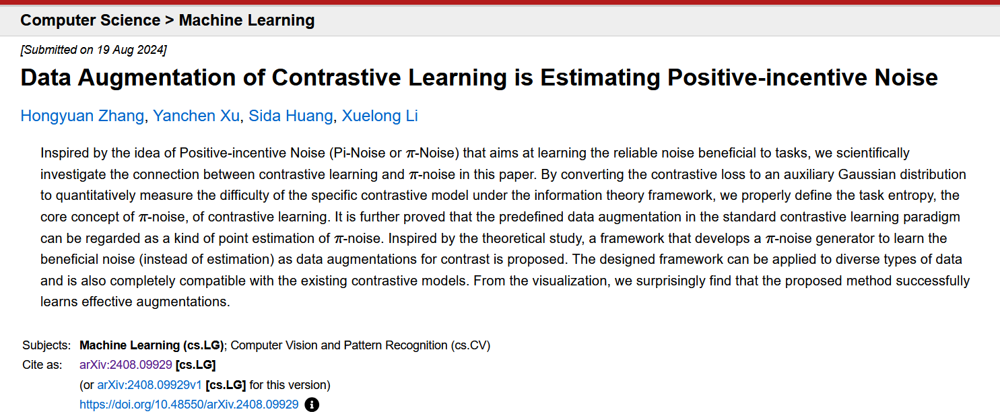 Computer Science > Machine Learning
[Submitted on 19 Aug 2024]
Data Augmentation of Contrastive Learning is Estimating Positive-incentive Noise
Hongyuan Zhang, Yanchen Xu, Sida Huang, Xuelong Li
Inspired by the idea of Positive-incentive Noise (Pi-Noise or π-Noise) that aims at learning the reliable noise beneficial to tasks, we scientifically
investigate the connection between contrastive learning and π-noise in this paper. By converting the contrastive loss to an auxiliary Gaussian distribution
to quantitatively measure the difficulty of the specific contrastive model under the information theory framework, we properly define the task entropy, the
core concept of π-noise, of contrastive learning. It is further proved that the predefined data augmentation in the standard contrastive learning paradigm
can be regarded as a kind of point estimation of π-noise. Inspired by the theoretical study, a framework that develops a π-noise generator to learn the
beneficial noise (instead of estimation) as data augmentations for contrast is proposed. The designed framework can be applied to diverse types of data
and is also completely compatible with the existing contrastive models. From the visualization, we surprisingly find that the proposed method successfully
learns effective augmentations.
Subjects: Machine Learning (cs.LG); Computer Vision and Pattern Recognition (cs.CV)
Cite as: arXiv:2408.09929 [cs.LG]
(or arXiv:2408.09929v1 [cs.LG] for this version)
https://doi.org/10.48550/arXiv.2408.09929